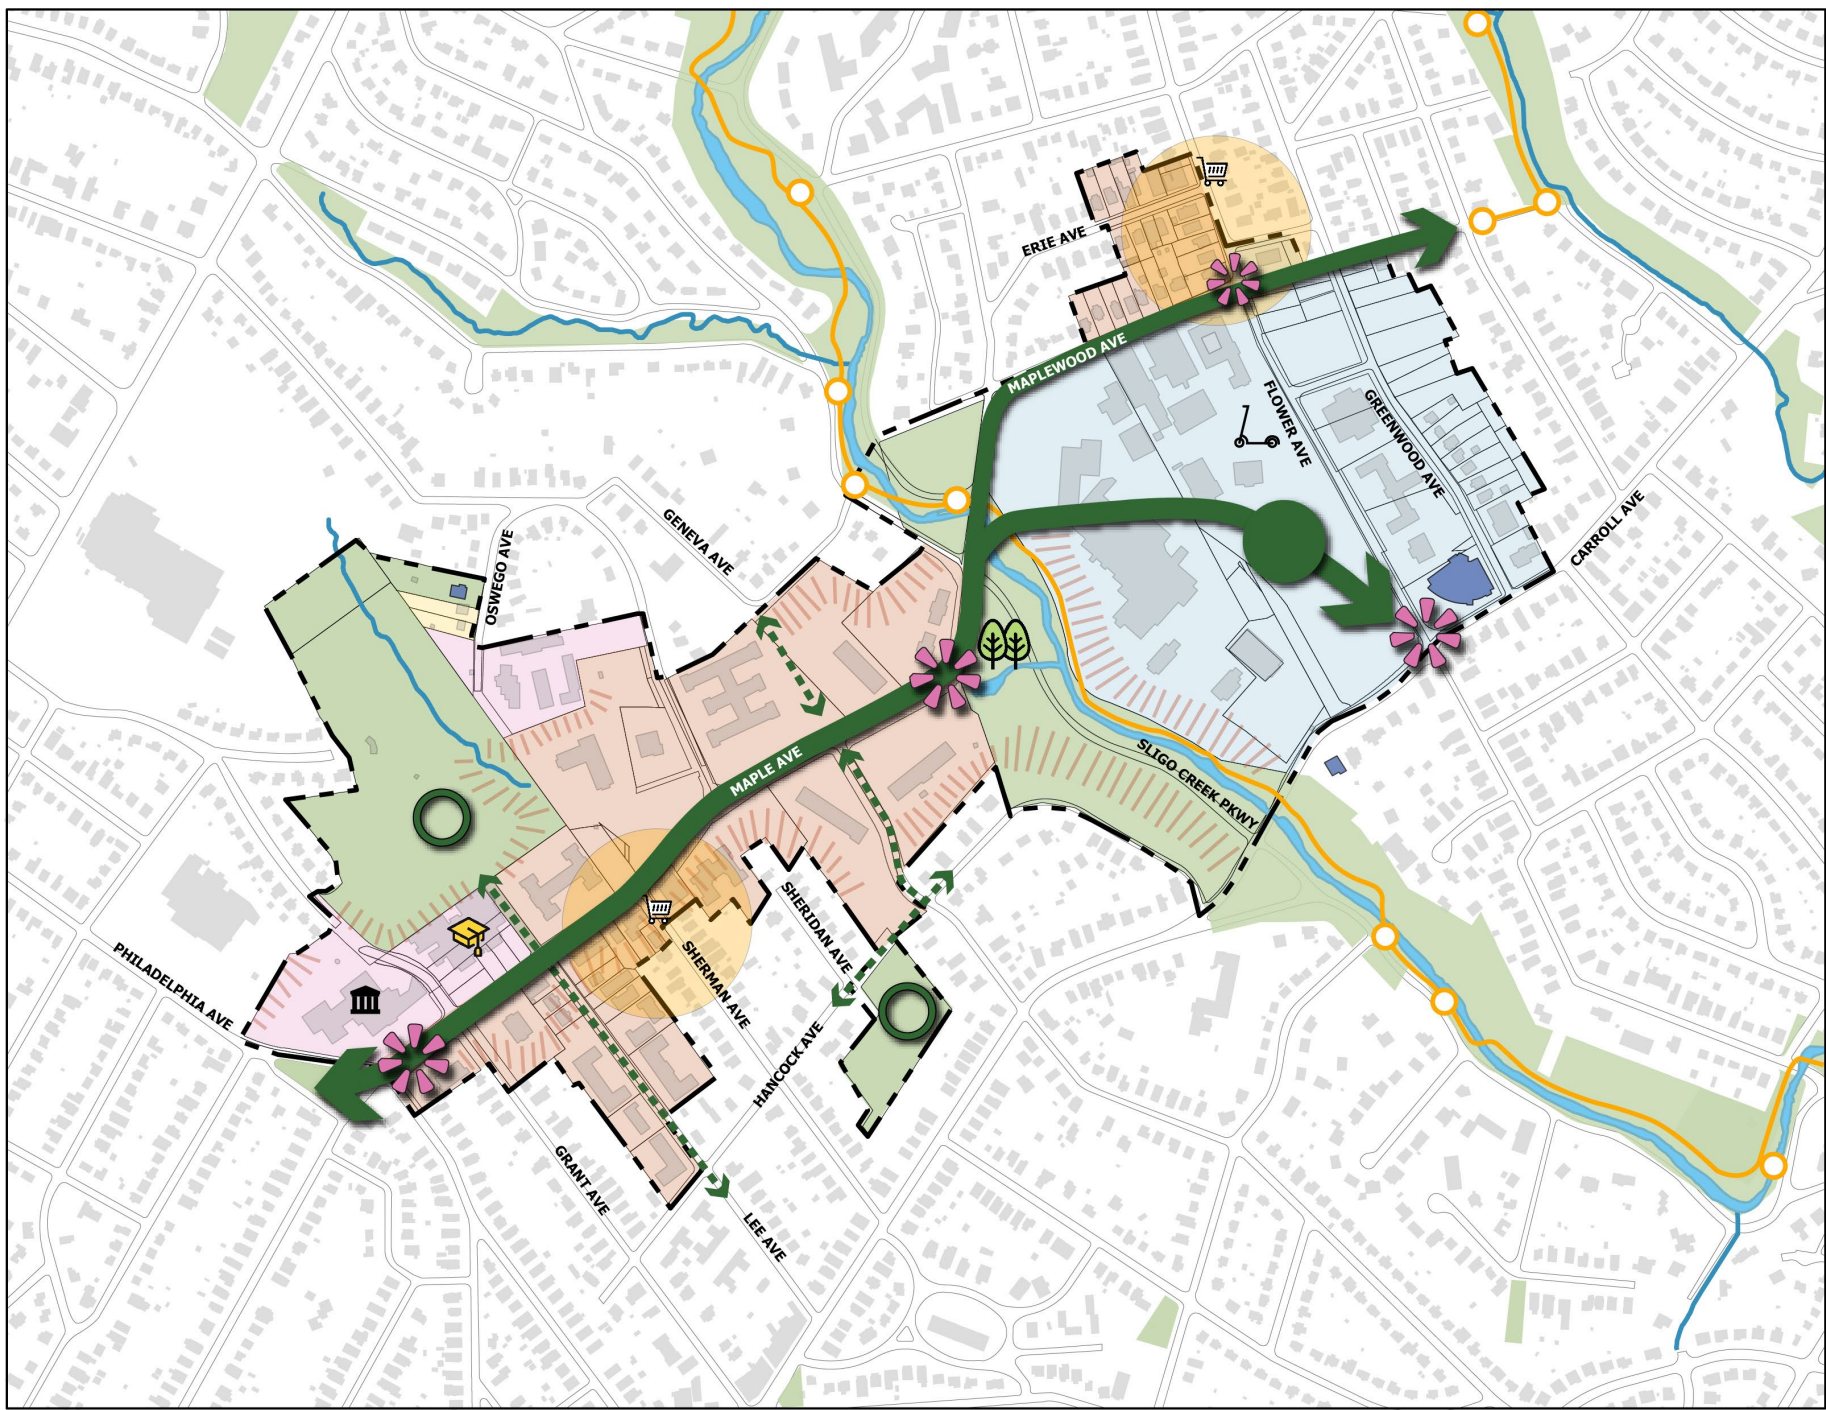 ERIE AVE
MAPLEWOOD AVE
FLOWER AVE
GREENWOOD AVE
CARROLL AVE
GENEVA AVE
OSWEGO AVE
MAPLE AVE
SLIGO CREEK PKWY
PHILADELPHIA AVE
SHERIDAN AVE
SHERMAN AVE
HANCOCK AVE
GRANT AVE
LEE AVE